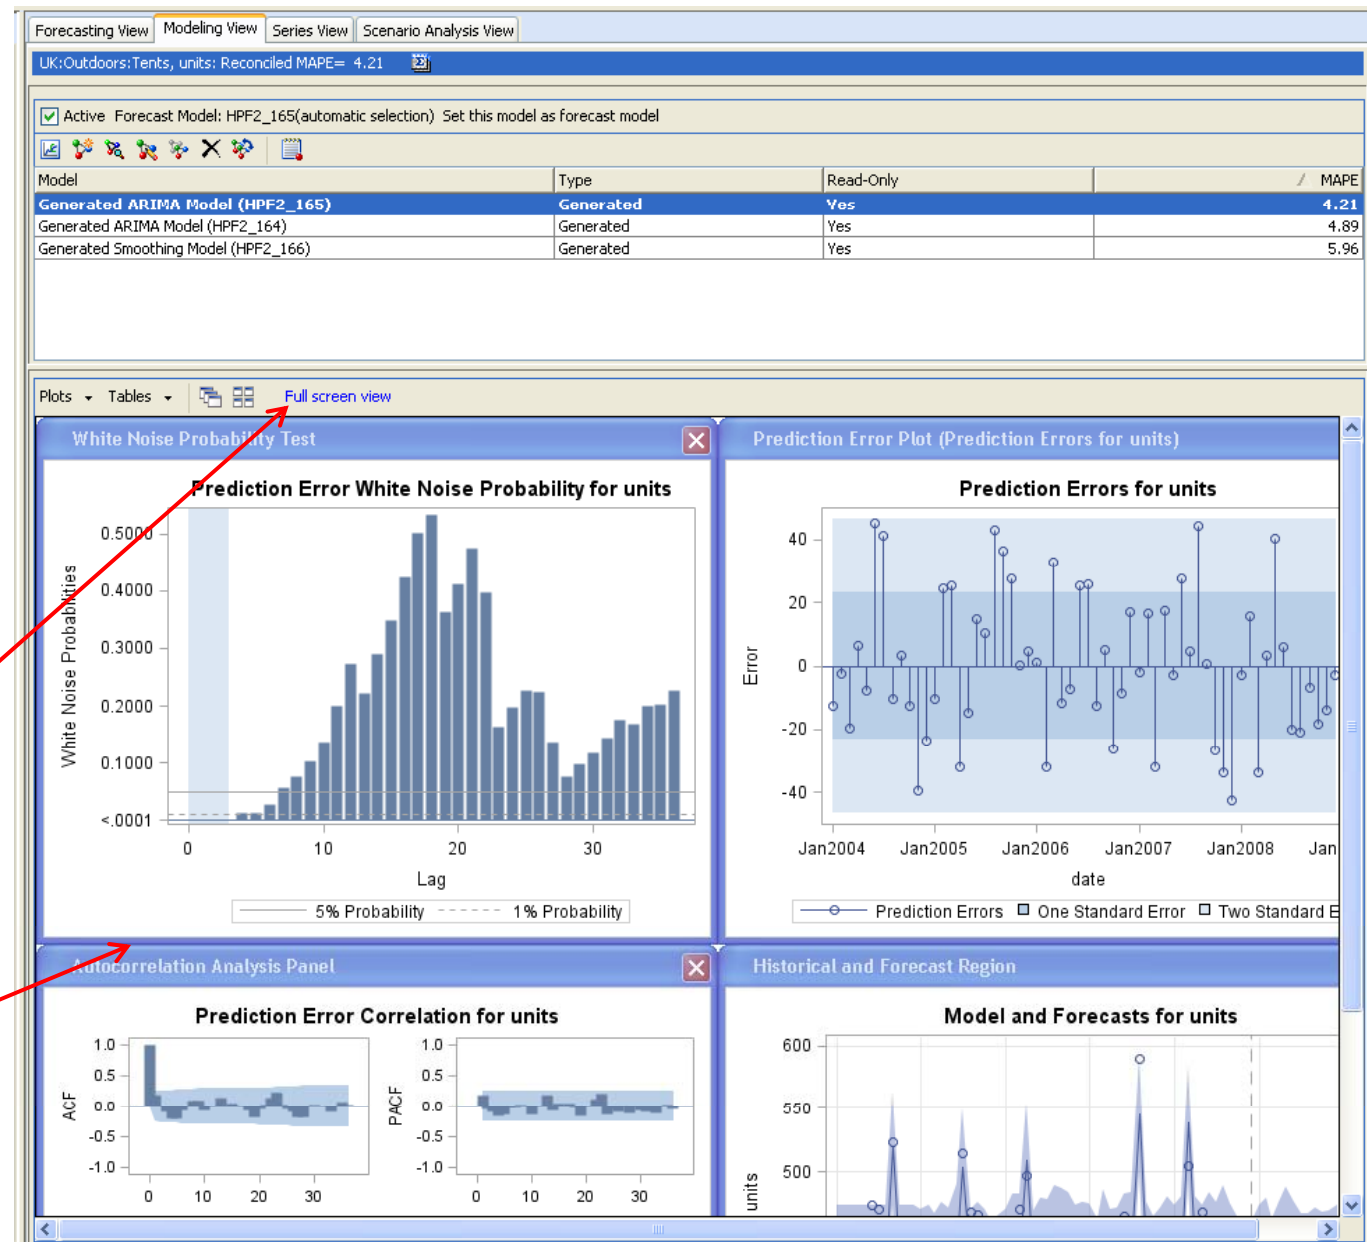 Forecasting View Modeling View Series View Scenario Analysis View
UK:Outdoors:Tents, units: Reconciled MAPE= 4.21
Active Forecast Model: HPF2_165(automatic selection) Set this model as forecast model
Model Type Read-Only MAPE
Generated ARIMA Model (HPF2_165) Generated Yes 4.21
Generated ARIMA Model (HPF2_164) Generated Yes 4.89
Generated Smoothing Model (HPF2_166) Generated Yes 5.96
Plots Tables Full screen view
White Noise Probability Test
Prediction Error White Noise Probability for units
White Noise Probabilities
0.5000
0.4000
0.3000
0.2000
0.1000
<.0001
0 10 20 30
Lag
5% Probability 1% Probability
Prediction Error Plot (Prediction Errors for units)
Prediction Errors for units
Error
40
20
0
-20
-40
Jan2004 Jan2005 Jan2006 Jan2007 Jan2008 Jan
date
Prediction Errors One Standard Error Two Standard E
Autocorrelation Analysis Panel
Prediction Error Correlation for units
ACF
1.0
0.5
0.0
-0.5
-1.0
0 10 20 30
PACF
1.0
0.5
0.0
-0.5
-1.0
0 10 20 30
Historical and Forecast Region
Model and Forecasts for units
units
600
550
500